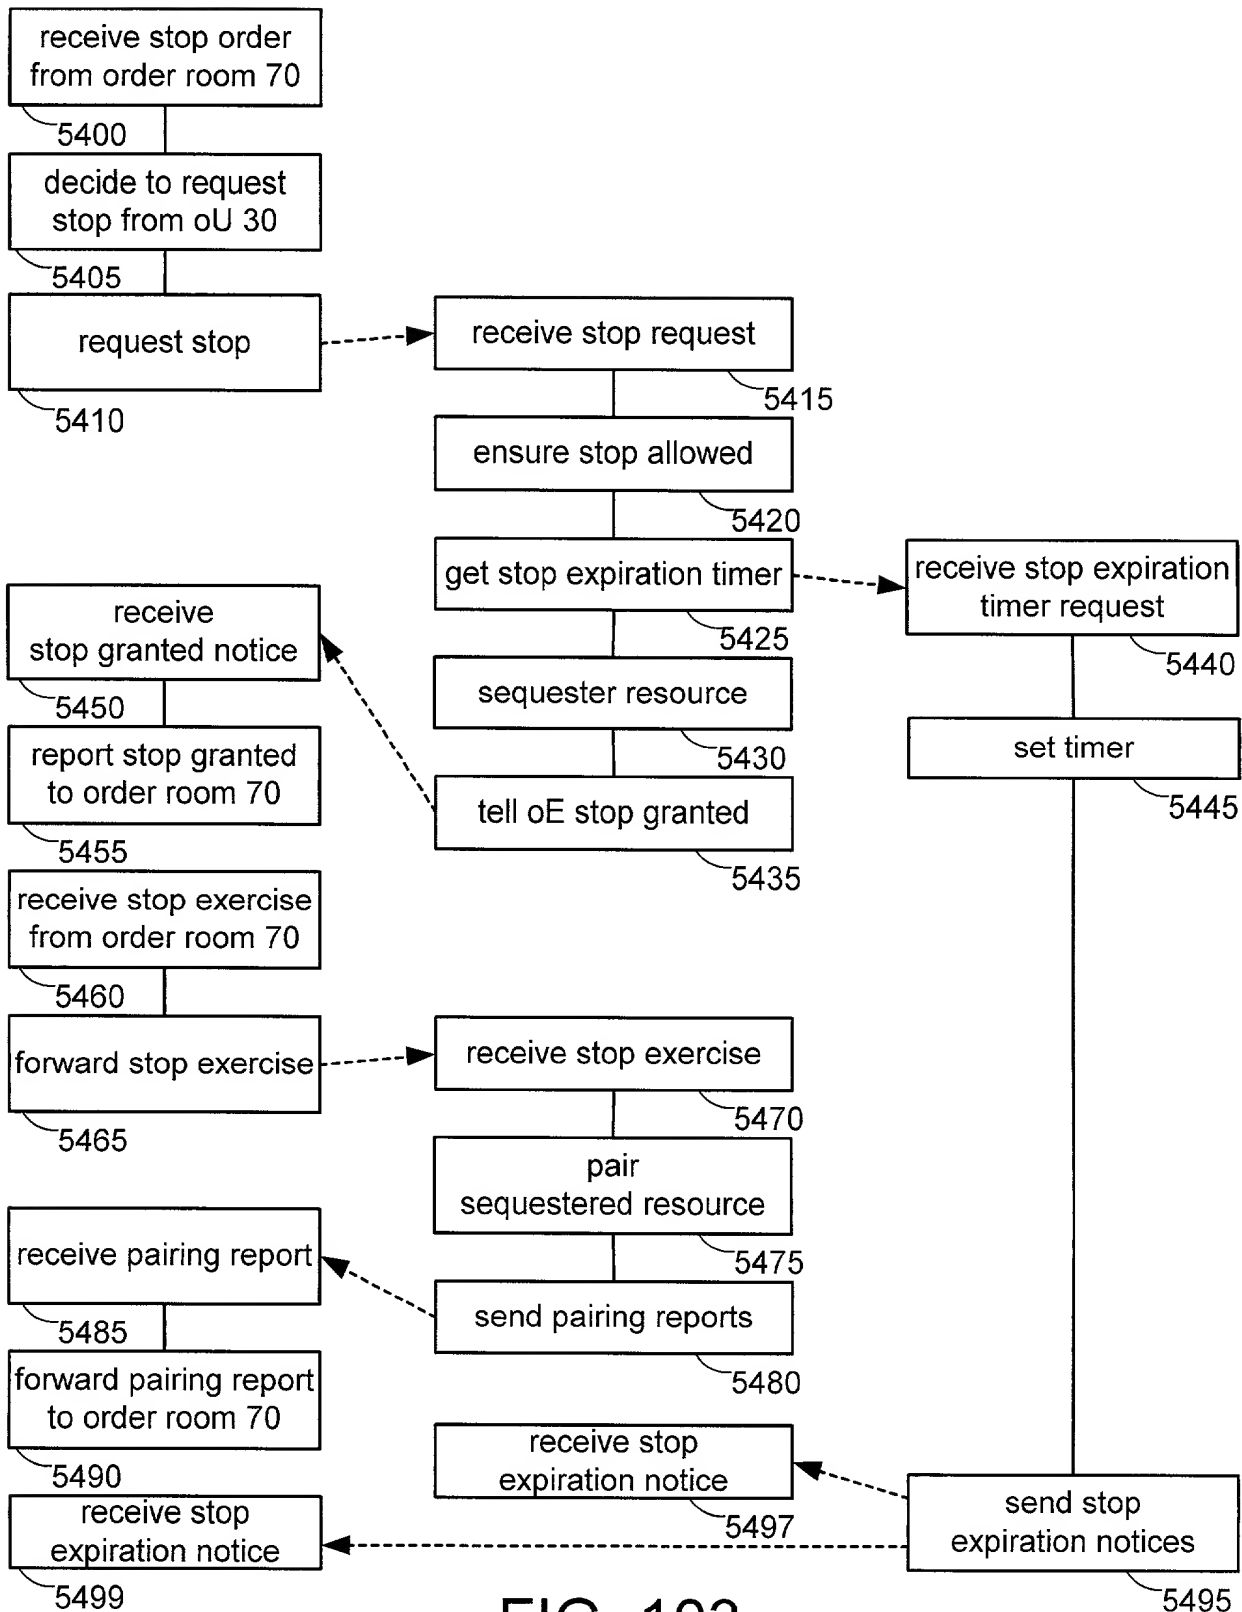 receive stop order
from order room 70
5400
decide to request
stop from oU 30
5405
request stop
5410
receive stop request
5415
ensure stop allowed
5420
get stop expiration timer
5425
receive stop expiration
timer request
5440
sequester resource
5430
set timer
5445
tell oE stop granted
5435
receive
stop granted notice
5450
report stop granted
to order room 70
5455
receive stop exercise
from order room 70
5460
forward stop exercise
5465
receive stop exercise
5470
pair
sequestered resource
5475
send pairing reports
5480
receive pairing report
5485
forward pairing report
to order room 70
5490
receive stop
expiration notice
5497
send stop
expiration notices
5495
receive stop
expiration notice
5499